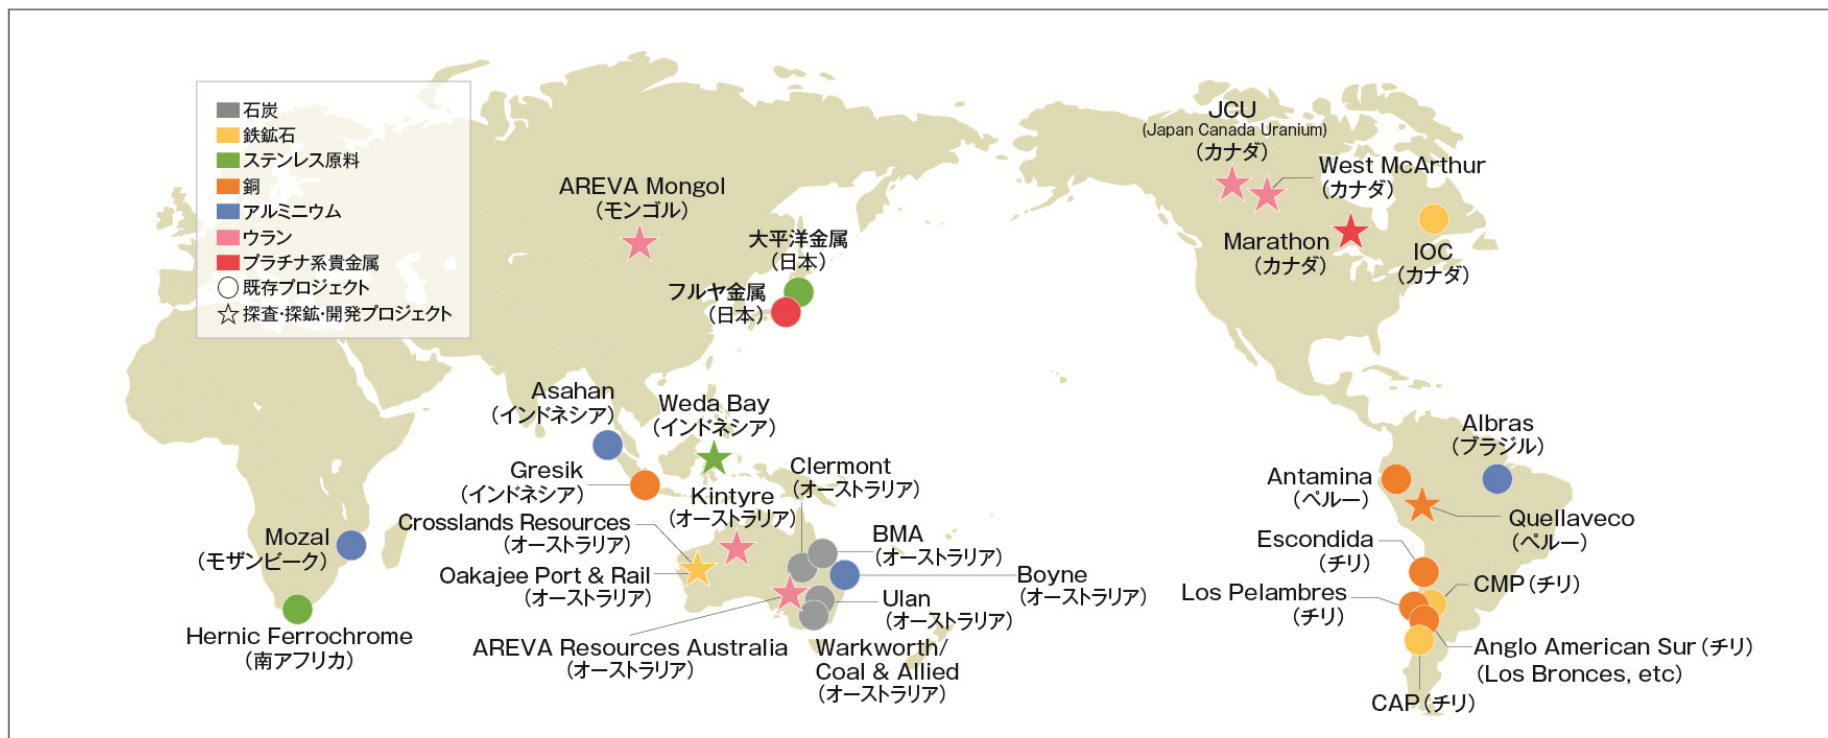 石炭
鉄鉱石
ステンレス原料
銅
アルミニウム
ウラン
プラチナ系貴金属
既存プロジェクト
探査・探鉱・開発プロジェクト
AREVA Mongol
(モンゴル)
大平洋金属
(日本)
フルヤ金属
(日本)
JCU
(Japan Canada Uranium)
(カナダ)
West McArthur
(カナダ)
Marathon
(カナダ)
IOC
(カナダ)
Asahan
(インドネシア)
Weda Bay
(インドネシア)
Gresik
(インドネシア)
Clermont
(オーストラリア)
Kintyre
(オーストラリア)
Crosslands Resources
(オーストラリア)
BMA
(オーストラリア)
Oakajee Port & Rail
(オーストラリア)
Boyne
(オーストラリア)
Ulan
(オーストラリア)
AREVA Resources Australia
(オーストラリア)
Warkworth/
Coal & Allied
(オーストラリア)
Mozal
(モザンビーク)
Hernic Ferrochrome
(南アフリカ)
Albras
(ブラジル)
Antamina
(ペルー)
Quellaveco
(ペルー)
Escondida
(チリ)
CMP(チリ)
Los Pelambres
(チリ)
Anglo American Sur(チリ)
(Los Bronces, etc)
CAP(チリ)